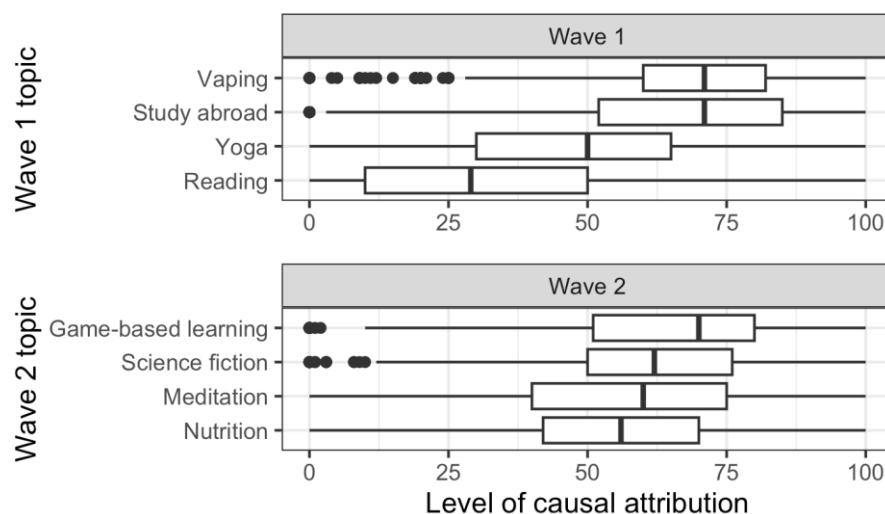 Wave 1
Wave 1 topic
Vaping
Study abroad
Yoga
Reading
0 25 50 75 100
Wave 2
Wave 2 topic
Game-based learning
Science fiction
Meditation
Nutrition
0 25 50 75 100
Level of causal attribution